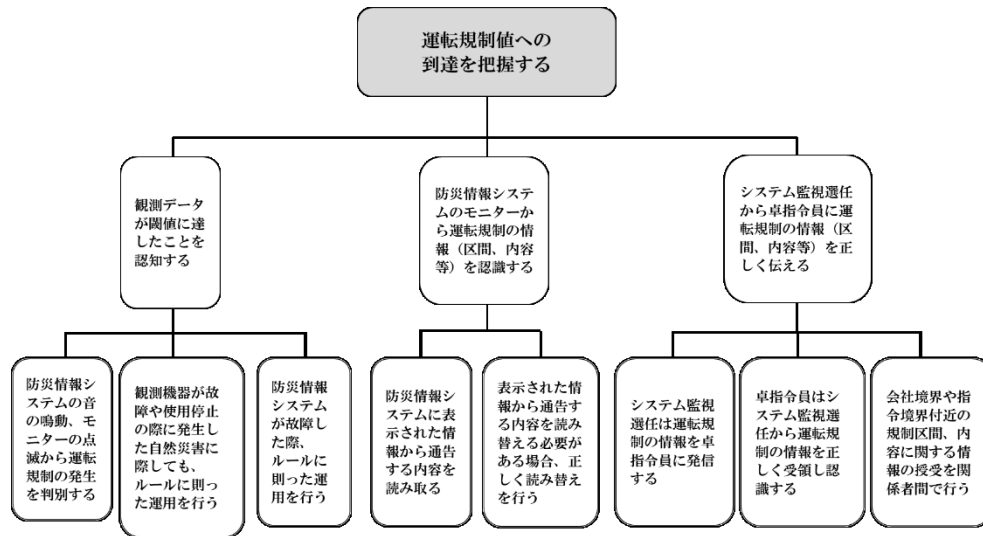 運転規制値への
到達を把握する
観測データ
が閾値に達
したことを
認知する
防災情報システ
ムのモニターか
ら運転規制の情
報（区間、内容
等）を認識する
システム監視選任
から卓指令員に運
転規制の情報（区
間、内容等）を正
しく伝える
防災情報シ
ステムの音
の鳴動、モ
ニターの点
滅から運転
規制の発生
を判別する
観測機器が故
障や使用停止
の際に発生し
た自然災害に
際しても、
ルールに則っ
た運用を行う
防災情報
システム
が故障し
た際、
ルールに
則った運
用を行う
防災情報シ
ステムに表
示された情
報から通告
する内容を
読み取る
表示された情
報から通告す
る内容を読み
替える必要が
ある場合、正
しく読み替え
を行う
システム監視
選任は運転規
制の情報を卓
指令員に発信
する
卓指令員はシ
ステム監視選
任から運転規
制の情報を正
しく受領し認
識する
会社境界や指
令境界付近の
規制区間、内
容に関する情
報の授受を関
係者間で行う